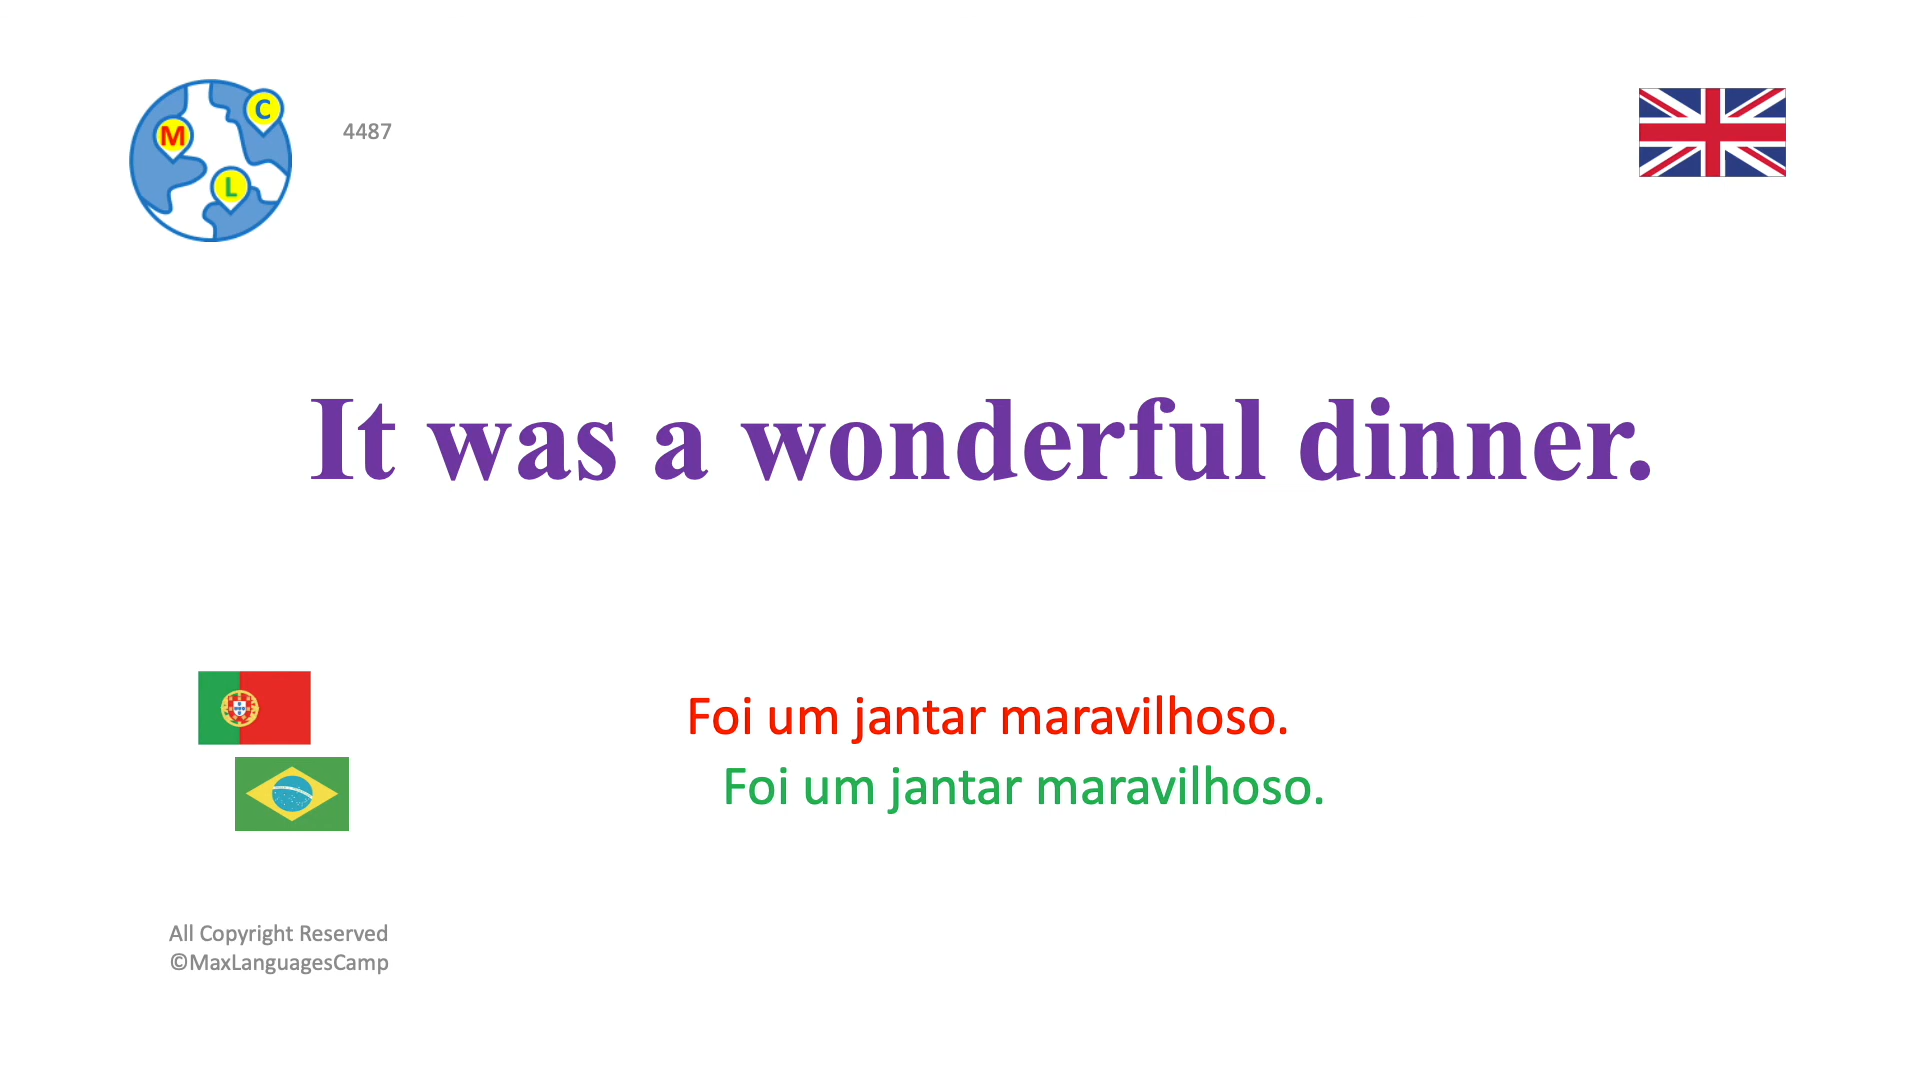 M
C
L
4487
It was a wonderful dinner.
Foi um jantar maravilhoso.
Foi um jantar maravilhoso.
All Copyright Reserved
©MaxLanguagesCamp